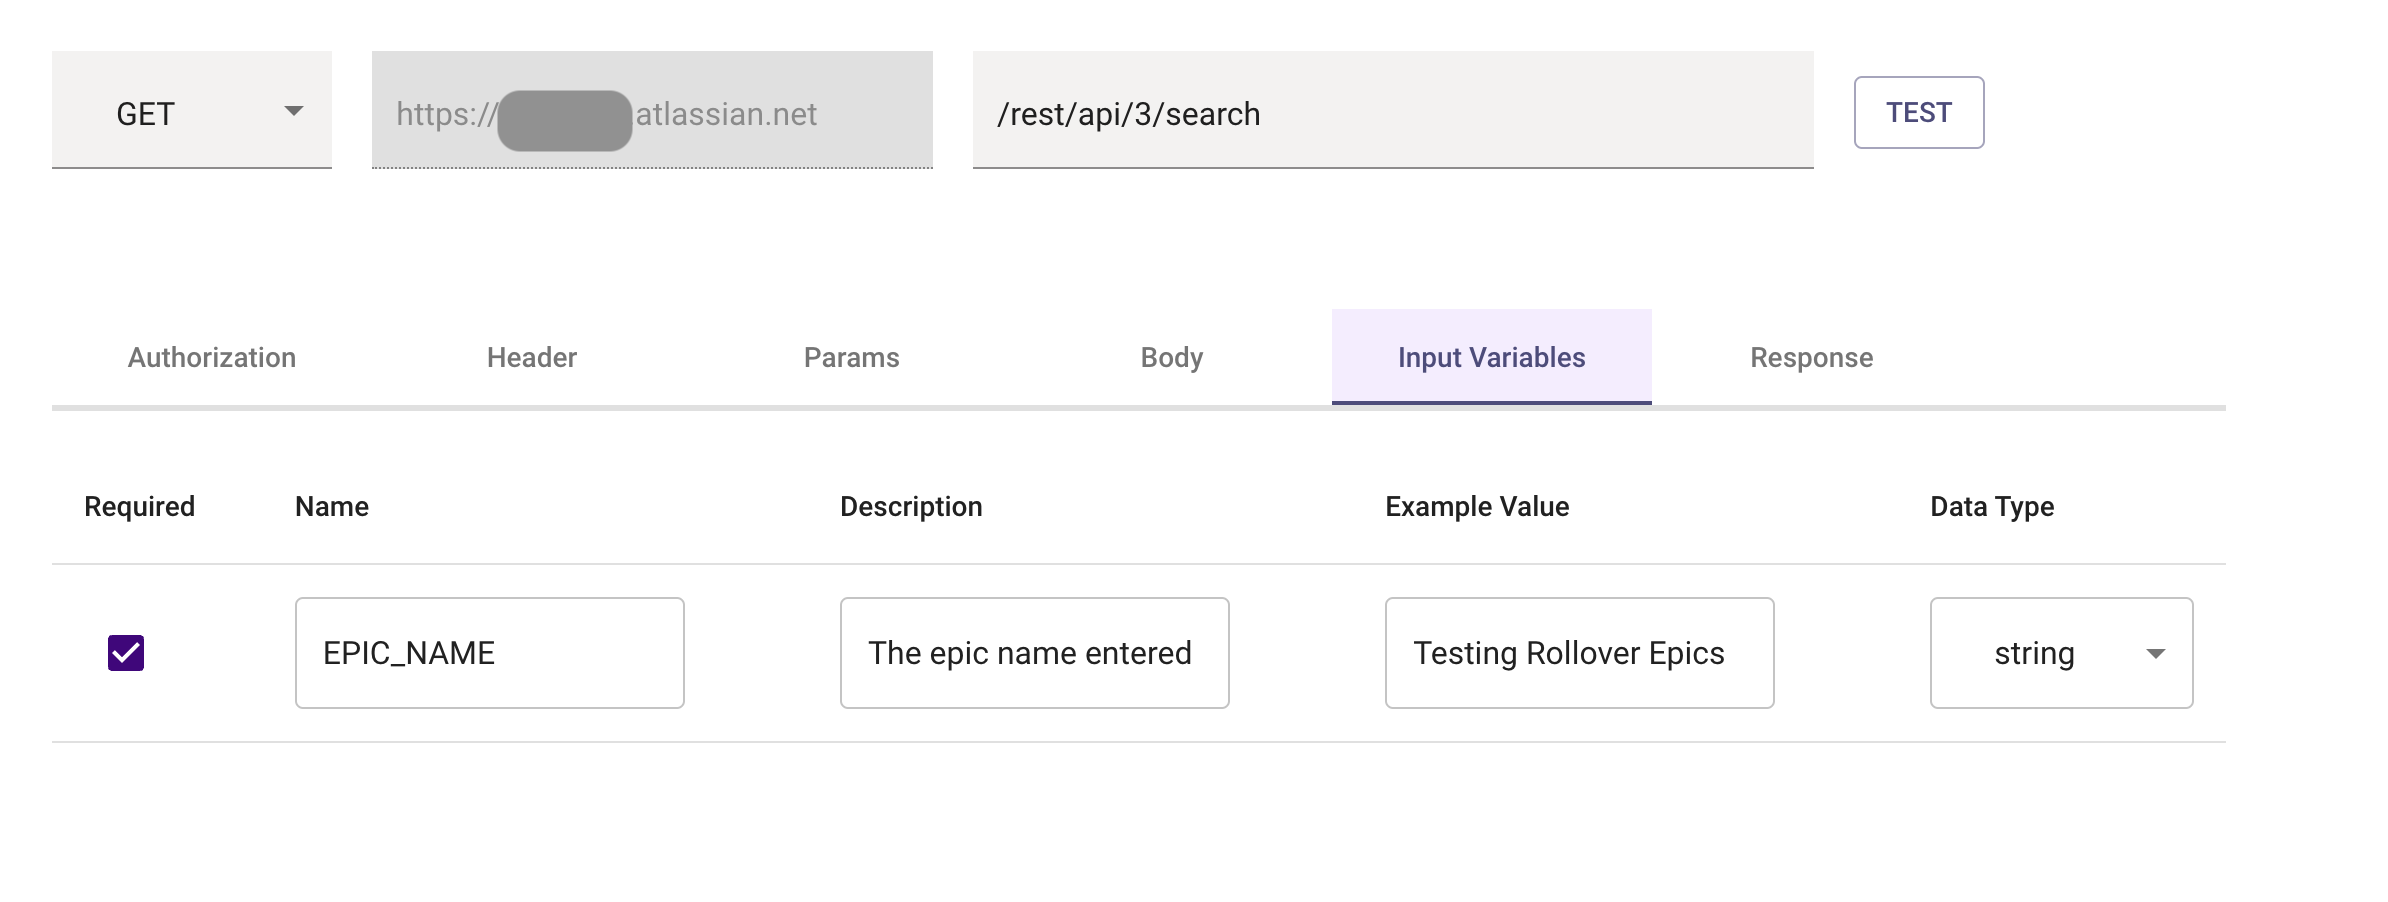 GET https:// atlassian.net /rest/api/3/search TEST
Authorization Header Params Body Input Variables Response
Required Name Description Example Value Data Type
EPIC_NAME The epic name entered Testing Rollover Epics string